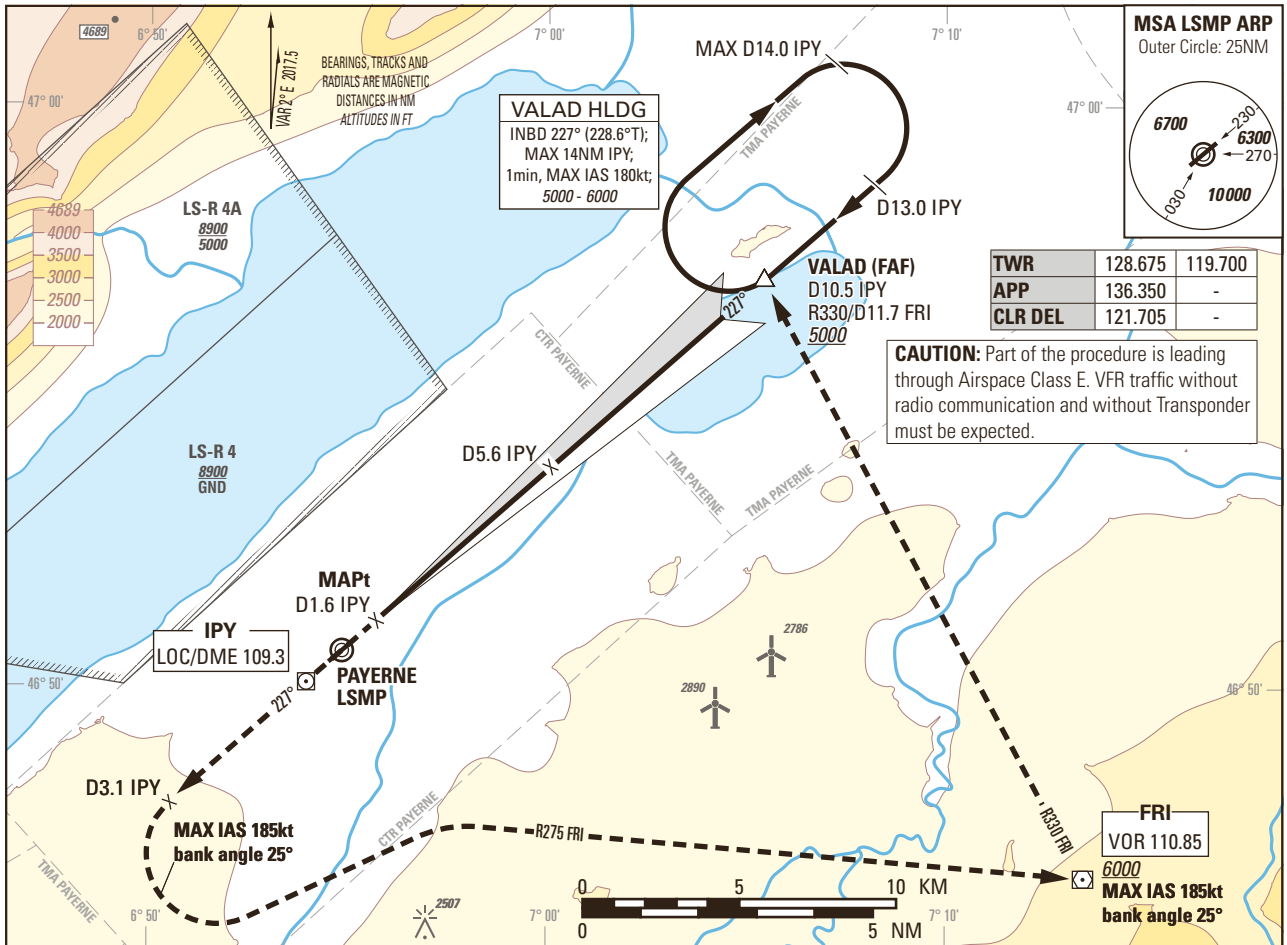 4689
6° 50'
7° 00'
7° 10'
MAX D14.0 IPY
VAR 2° E 2017.5
BEARINGS, TRACKS AND
RADIALS ARE MAGNETIC
DISTANCES IN NM
ALTITUDES IN FT
47° 00'
47° 00'
VALAD HLDG
INBD 227° (228.6°T);
MAX 14NM IPY;
1min, MAX IAS 180kt;
5000 - 6000
TMA PAYERNE
MSA LSMP ARP
Outer Circle: 25NM
6700
230
6300
270
030
10000
D13.0 IPY
4689
4000
3500
3000
2500
2000
LS-R 4A
8900
5000
VALAD (FAF)
D10.5 IPY
R330/D11.7 FRI
5000
227°
TWR 128.675 119.700
APP 136.350 -
CLR DEL 121.705 -
CAUTION: Part of the procedure is leading
through Airspace Class E. VFR traffic without
radio communication and without Transponder
must be expected.
CTR PAYERNE
D5.6 IPY
LS-R 4
8900
GND
TMA PAYERNE
TMA PAYERNE
MAPt
D1.6 IPY
IPY
LOC/DME 109.3
PAYERNE
LSMP
2786
2890
46° 50'
46° 50'
227°
D3.1 IPY
MAX IAS 185kt
bank angle 25°
CTR PAYERNE
R275 FRI
R330 FRI
FRI
VOR 110.85
6000
MAX IAS 185kt
bank angle 25°
TMA PAYERNE
2507
0 5 10 KM
0 5 NM
6° 50'
7° 00'
7° 10'